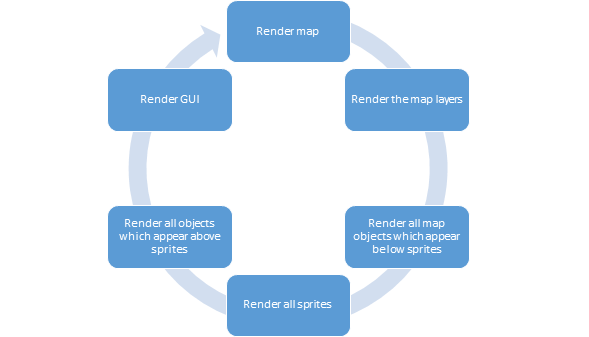 Render map
Render the map layers
Render all map
objects which appear
below sprites
Render all sprites
Render all objects
which appear above
sprites
Render GUI